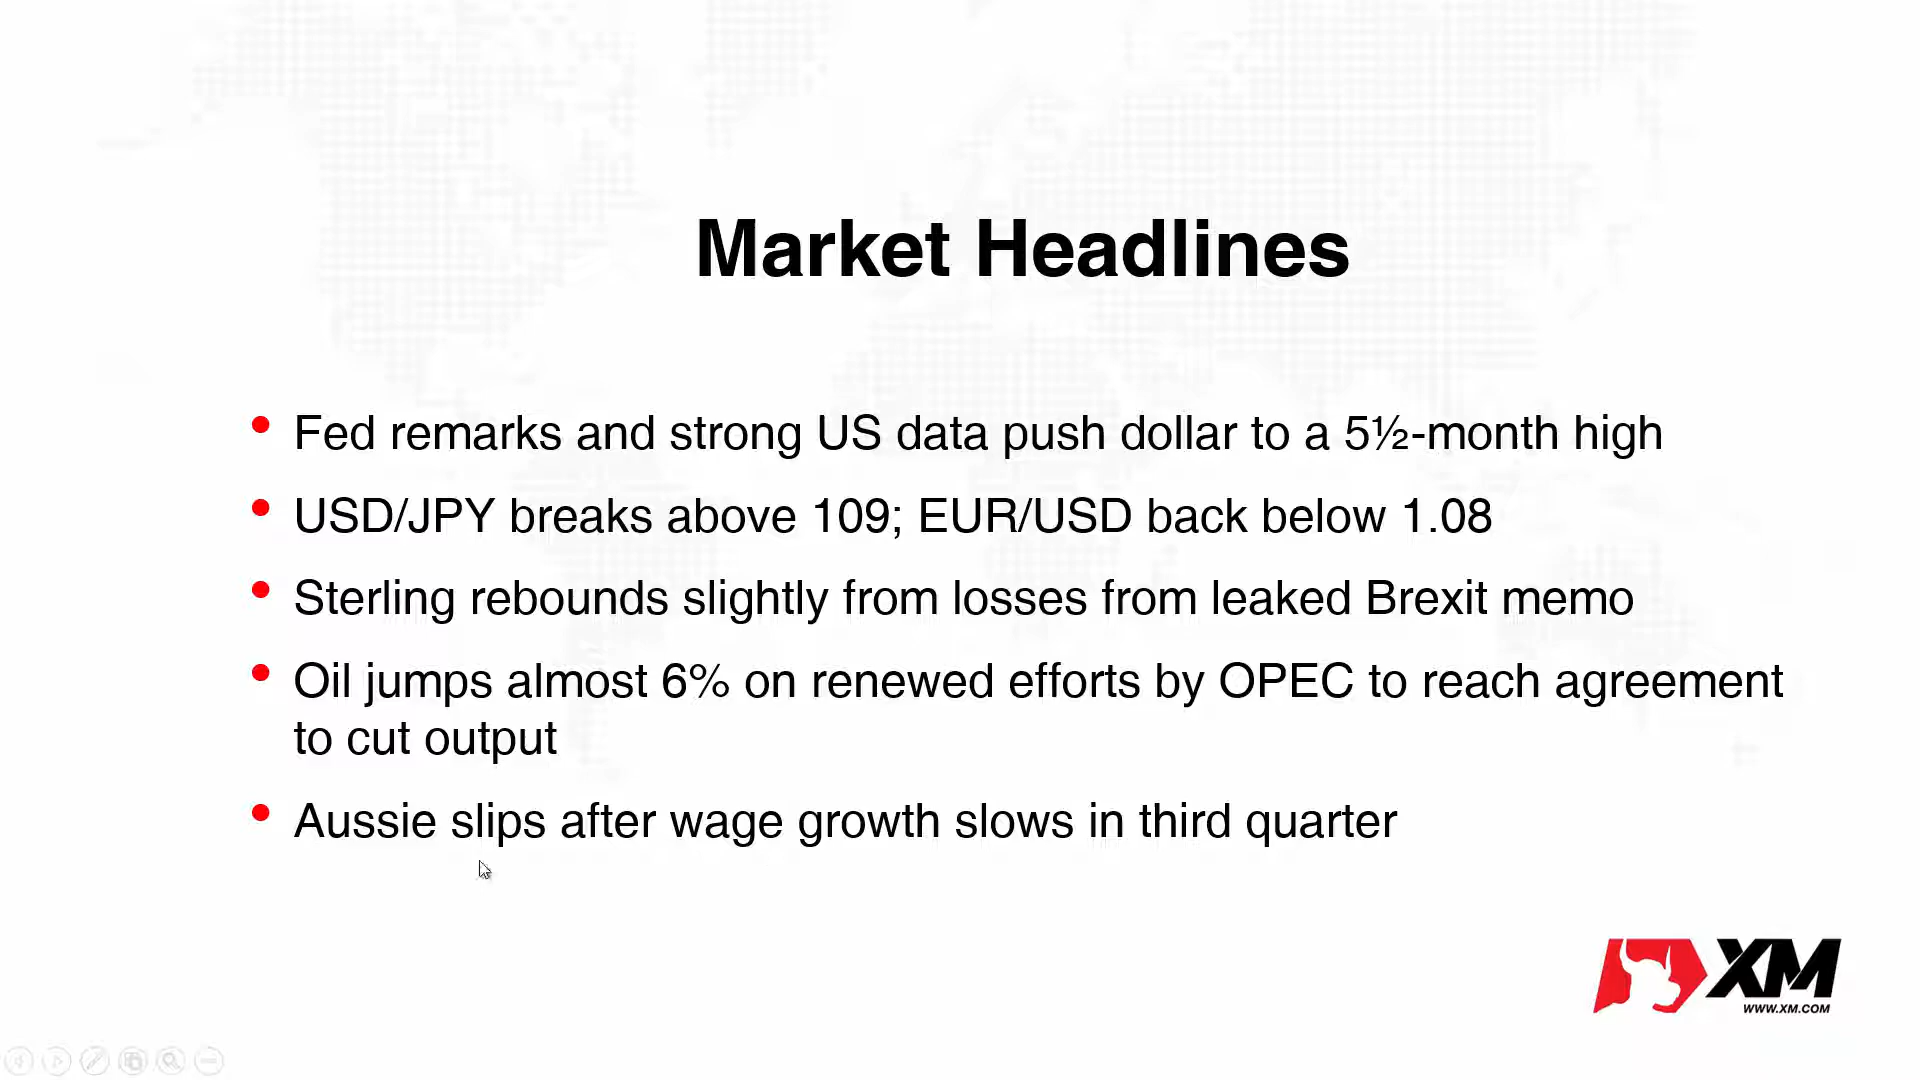 Market Headlines
• Fed remarks and strong US data push dollar to a 5½-month high
• USD/JPY breaks above 109; EUR/USD back below 1.08
• Sterling rebounds slightly from losses from leaked Brexit memo
• Oil jumps almost 6% on renewed efforts by OPEC to reach agreement
to cut output
• Aussie slips after wage growth slows in third quarter
XM
WWW.XM.COM